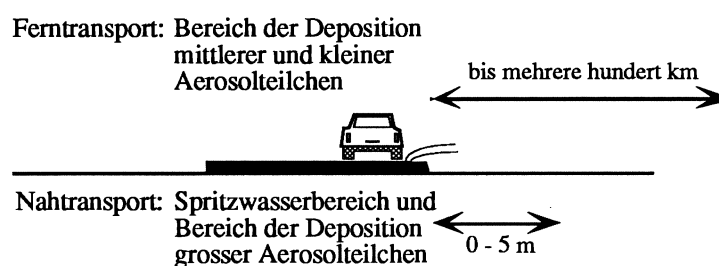 Ferntransport: Bereich der Deposition
mittlerer und kleiner
Aerosolteilchen
bis mehrere hundert km
Nahtransport: Spritzwasserbereich und
Bereich der Deposition
grosser Aerosolteilchen
0 - 5 m